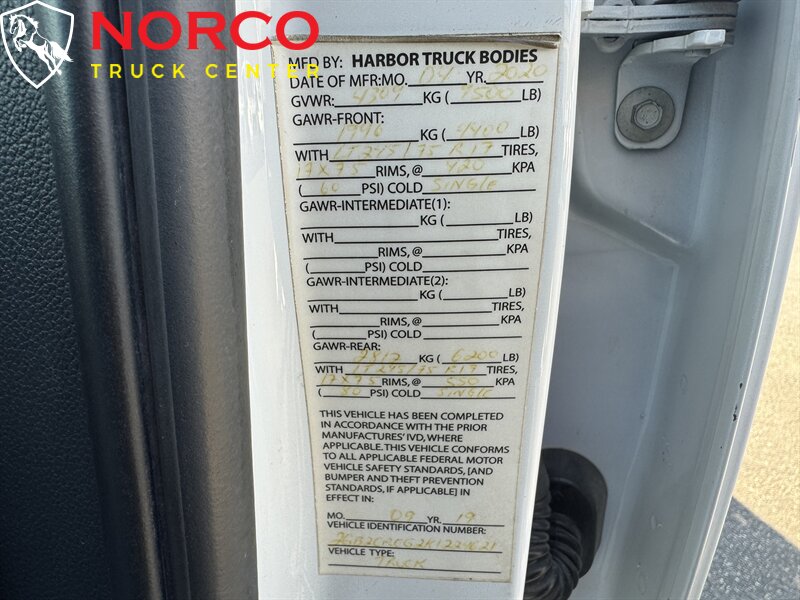 NORCO
TRUCK CENTER
MFD BY: HARBOR TRUCK BODIES
DATE OF MFR:MO. 04 YR. 2020
GVWR: 4309 KG ( 9500 LB)
GAWR-FRONT:
1996 KG ( 4400 LB)
WITH LT245/75 R17 TIRES,
17X7.5 RIMS, @ 420 KPA
( 60 PSI) COLD SINGLE
GAWR-INTERMEDIATE(1):
KG ( LB)
WITH TIRES,
RIMS, @ KPA
( PSI) COLD
GAWR-INTERMEDIATE(2):
KG ( LB)
WITH TIRES,
RIMS, @ KPA
( PSI) COLD
GAWR-REAR:
2812 KG ( 6200 LB)
WITH LT245/75 R17 TIRES,
17X7.5 RIMS, @ 550 KPA
( 80 PSI) COLD SINGLE
THIS VEHICLE HAS BEEN COMPLETED
IN ACCORDANCE WITH THE PRIOR
MANUFACTURES' IVD, WHERE
APPLICABLE. THIS VEHICLE CONFORMS
TO ALL APPLICABLE FEDERAL MOTOR
VEHICLE SAFETY STANDARDS, [AND
BUMPER AND THEFT PREVENTION
STANDARDS, IF APPLICABLE] IN
EFFECT IN:
MO. 09 YR. 19
VEHICLE IDENTIFICATION NUMBER:
VEHICLE TYPE:
TRUCK